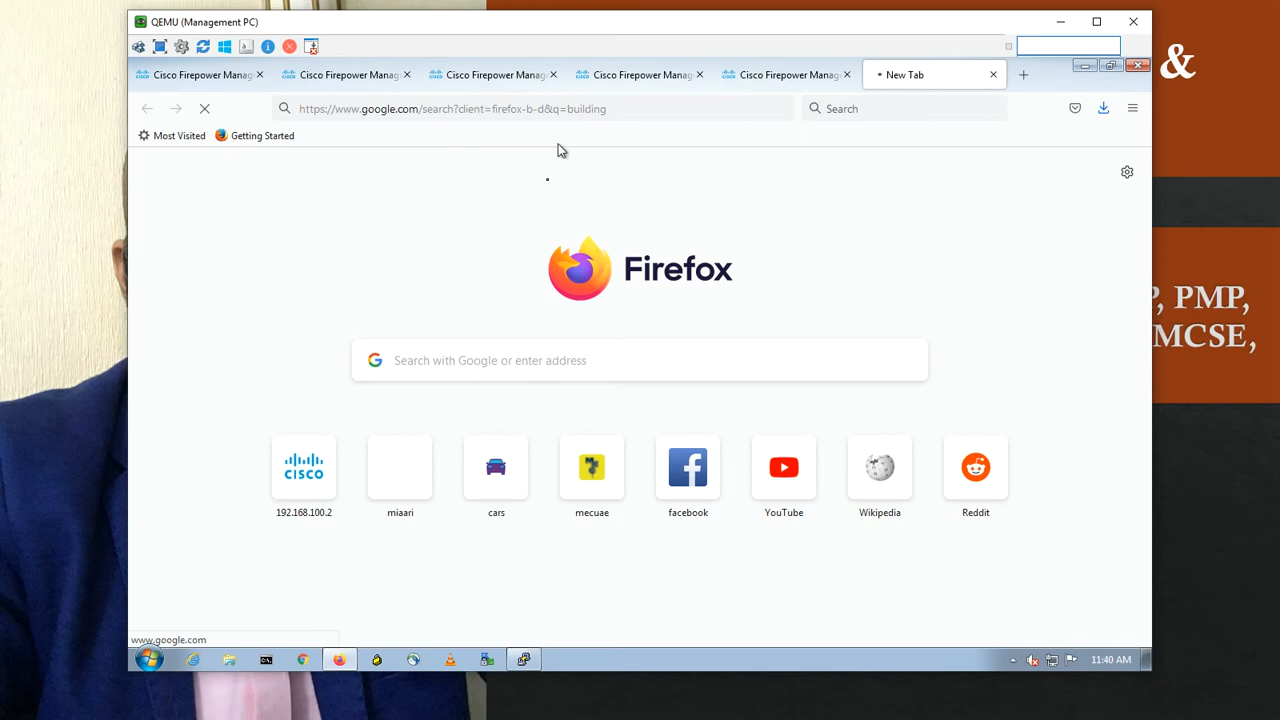 QEMU (Management PC)
&
Cisco Firepower Manag
Cisco Firepower Manag
Cisco Firepower Manag
Cisco Firepower Manag
Cisco Firepower Manag
New Tab
https://www.google.com/search?client=firefox-b-d&q=building
Search
Most Visited
Getting Started
Firefox
P, PMP,
MCSE,
Search with Google or enter address
CISCO
192.168.100.2
miaari
cars
mecuae
facebook
YouTube
Wikipedia
Reddit
www.google.com
11:40 AM